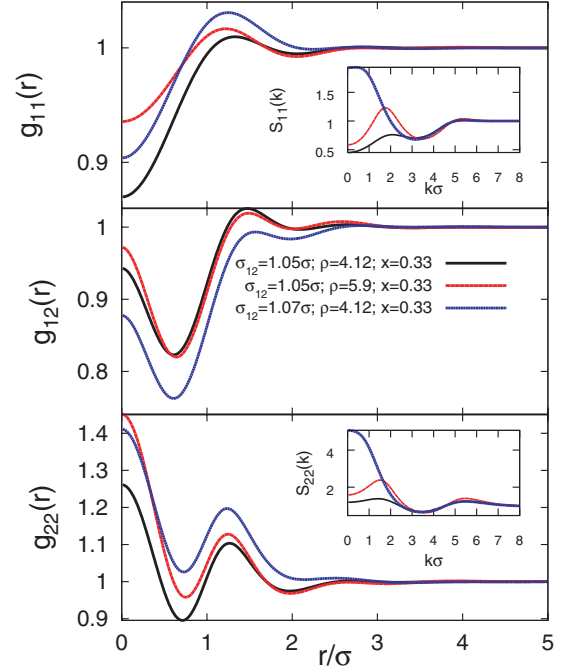 g₁₁(r)
1
0.9
S₁₁(k)
1.5
1
0.45
0 1 2 3 4 5 6 7 8
kσ
g₁₂(r)
1
0.9
0.8
σ₁₂=1.05σ; ρ=4.12; x=0.33
σ₁₂=1.05σ; ρ=5.9; x=0.33
σ₁₂=1.07σ; ρ=4.12; x=0.33
g₂₂(r)
1.4
1.3
1.2
1.1
1
0.9
S₂₂(k)
4
2
0 1 2 3 4 5 6 7 8
kσ
0 1 2 3 4 5
r/σ